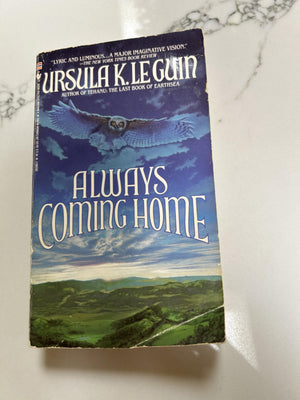 "LYRIC AND LUMINOUS...A MAJOR IMAGINATIVE VISION."
—THE NEW YORK TIMES BOOK REVIEW
URSULA K. LE GUIN
AUTHOR OF TEHANU: THE LAST BOOK OF EARTHSEA
ALWAYS
COMING HOME